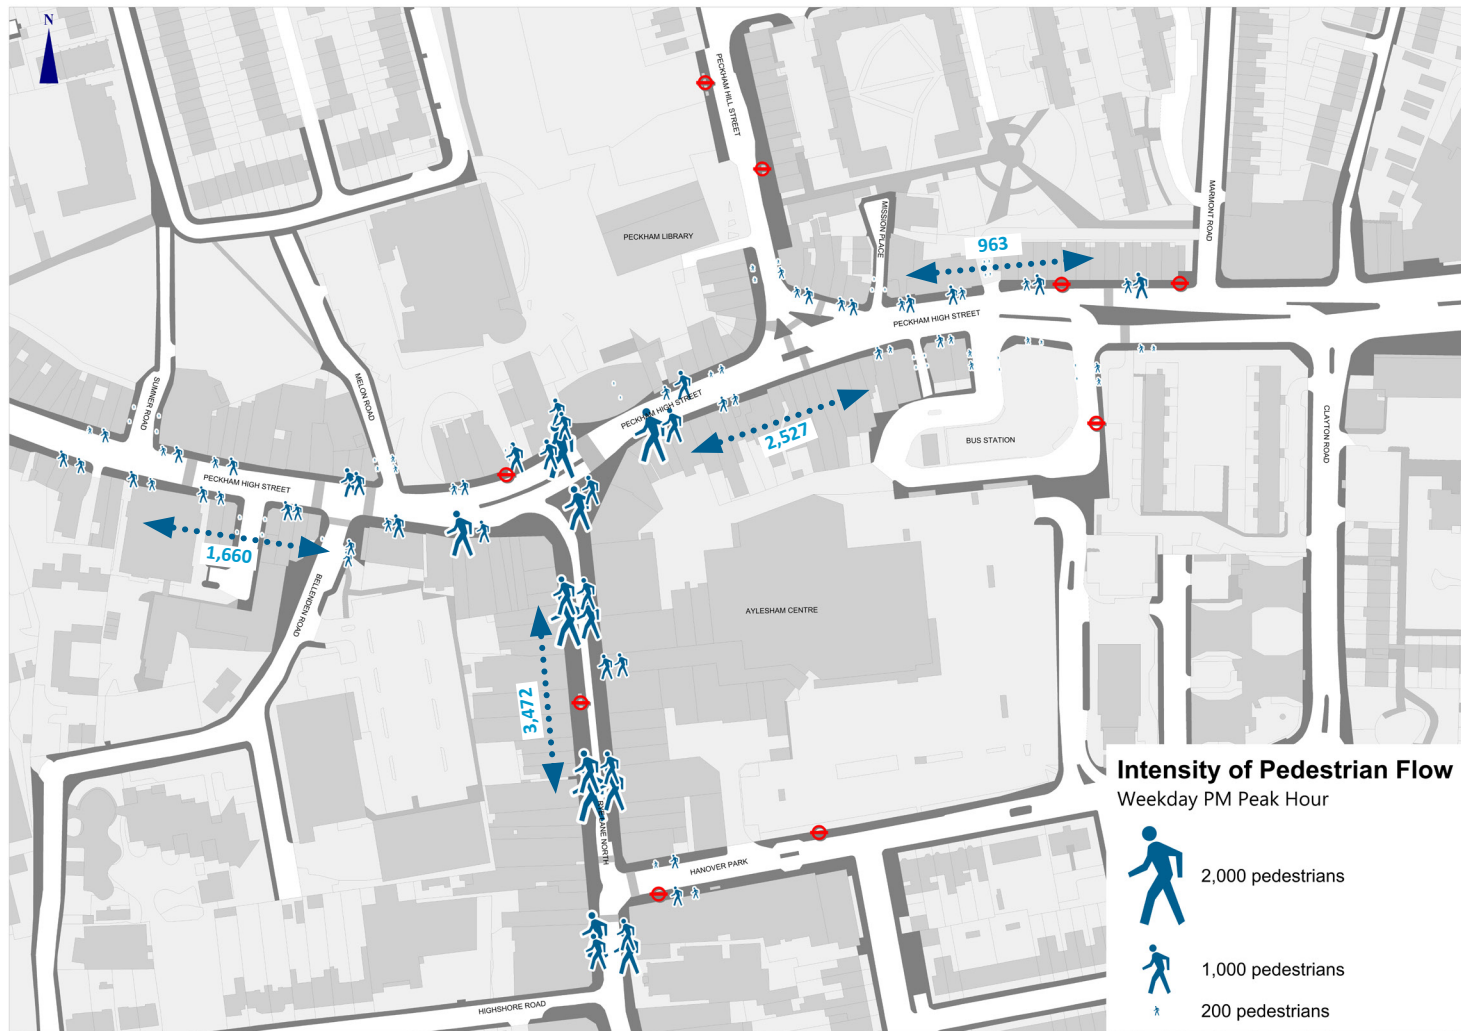 N
PECKHAM HILL STREET
PECKHAM LIBRARY
MISSION PLACE
963
MARMONT ROAD
PECKHAM HIGH STREET
SUMNER ROAD
MELON ROAD
PECKHAM HIGH STREET
2,527
BUS STATION
CLAYTON ROAD
PECKHAM HIGH STREET
1,660
BELLENDEN ROAD
AYLESHAM CENTRE
3,472
LANE NORTH
HANOVER PARK
HIGHSHORE ROAD
Intensity of Pedestrian Flow
Weekday PM Peak Hour
2,000 pedestrians
1,000 pedestrians
200 pedestrians